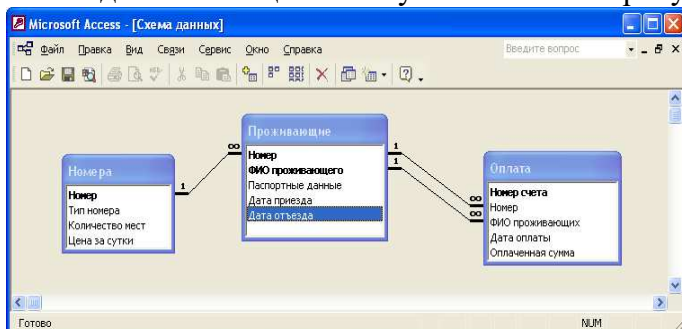 Microsoft Access - [Схема данных]
Файл Правка Вид Связи Сервис Окно Справка
Введите вопрос
Номера
Номер
Тип номера
Количество мест
Цена за сутки
1
∞
Проживающие
Номер
ФИО проживающего
Паспортные данные
Дата приезда
Дата отъезда
1
1
∞
∞
Оплата
Номер счета
Номер
ФИО проживающих
Дата оплаты
Оплаченная сумма
Готово
NUM